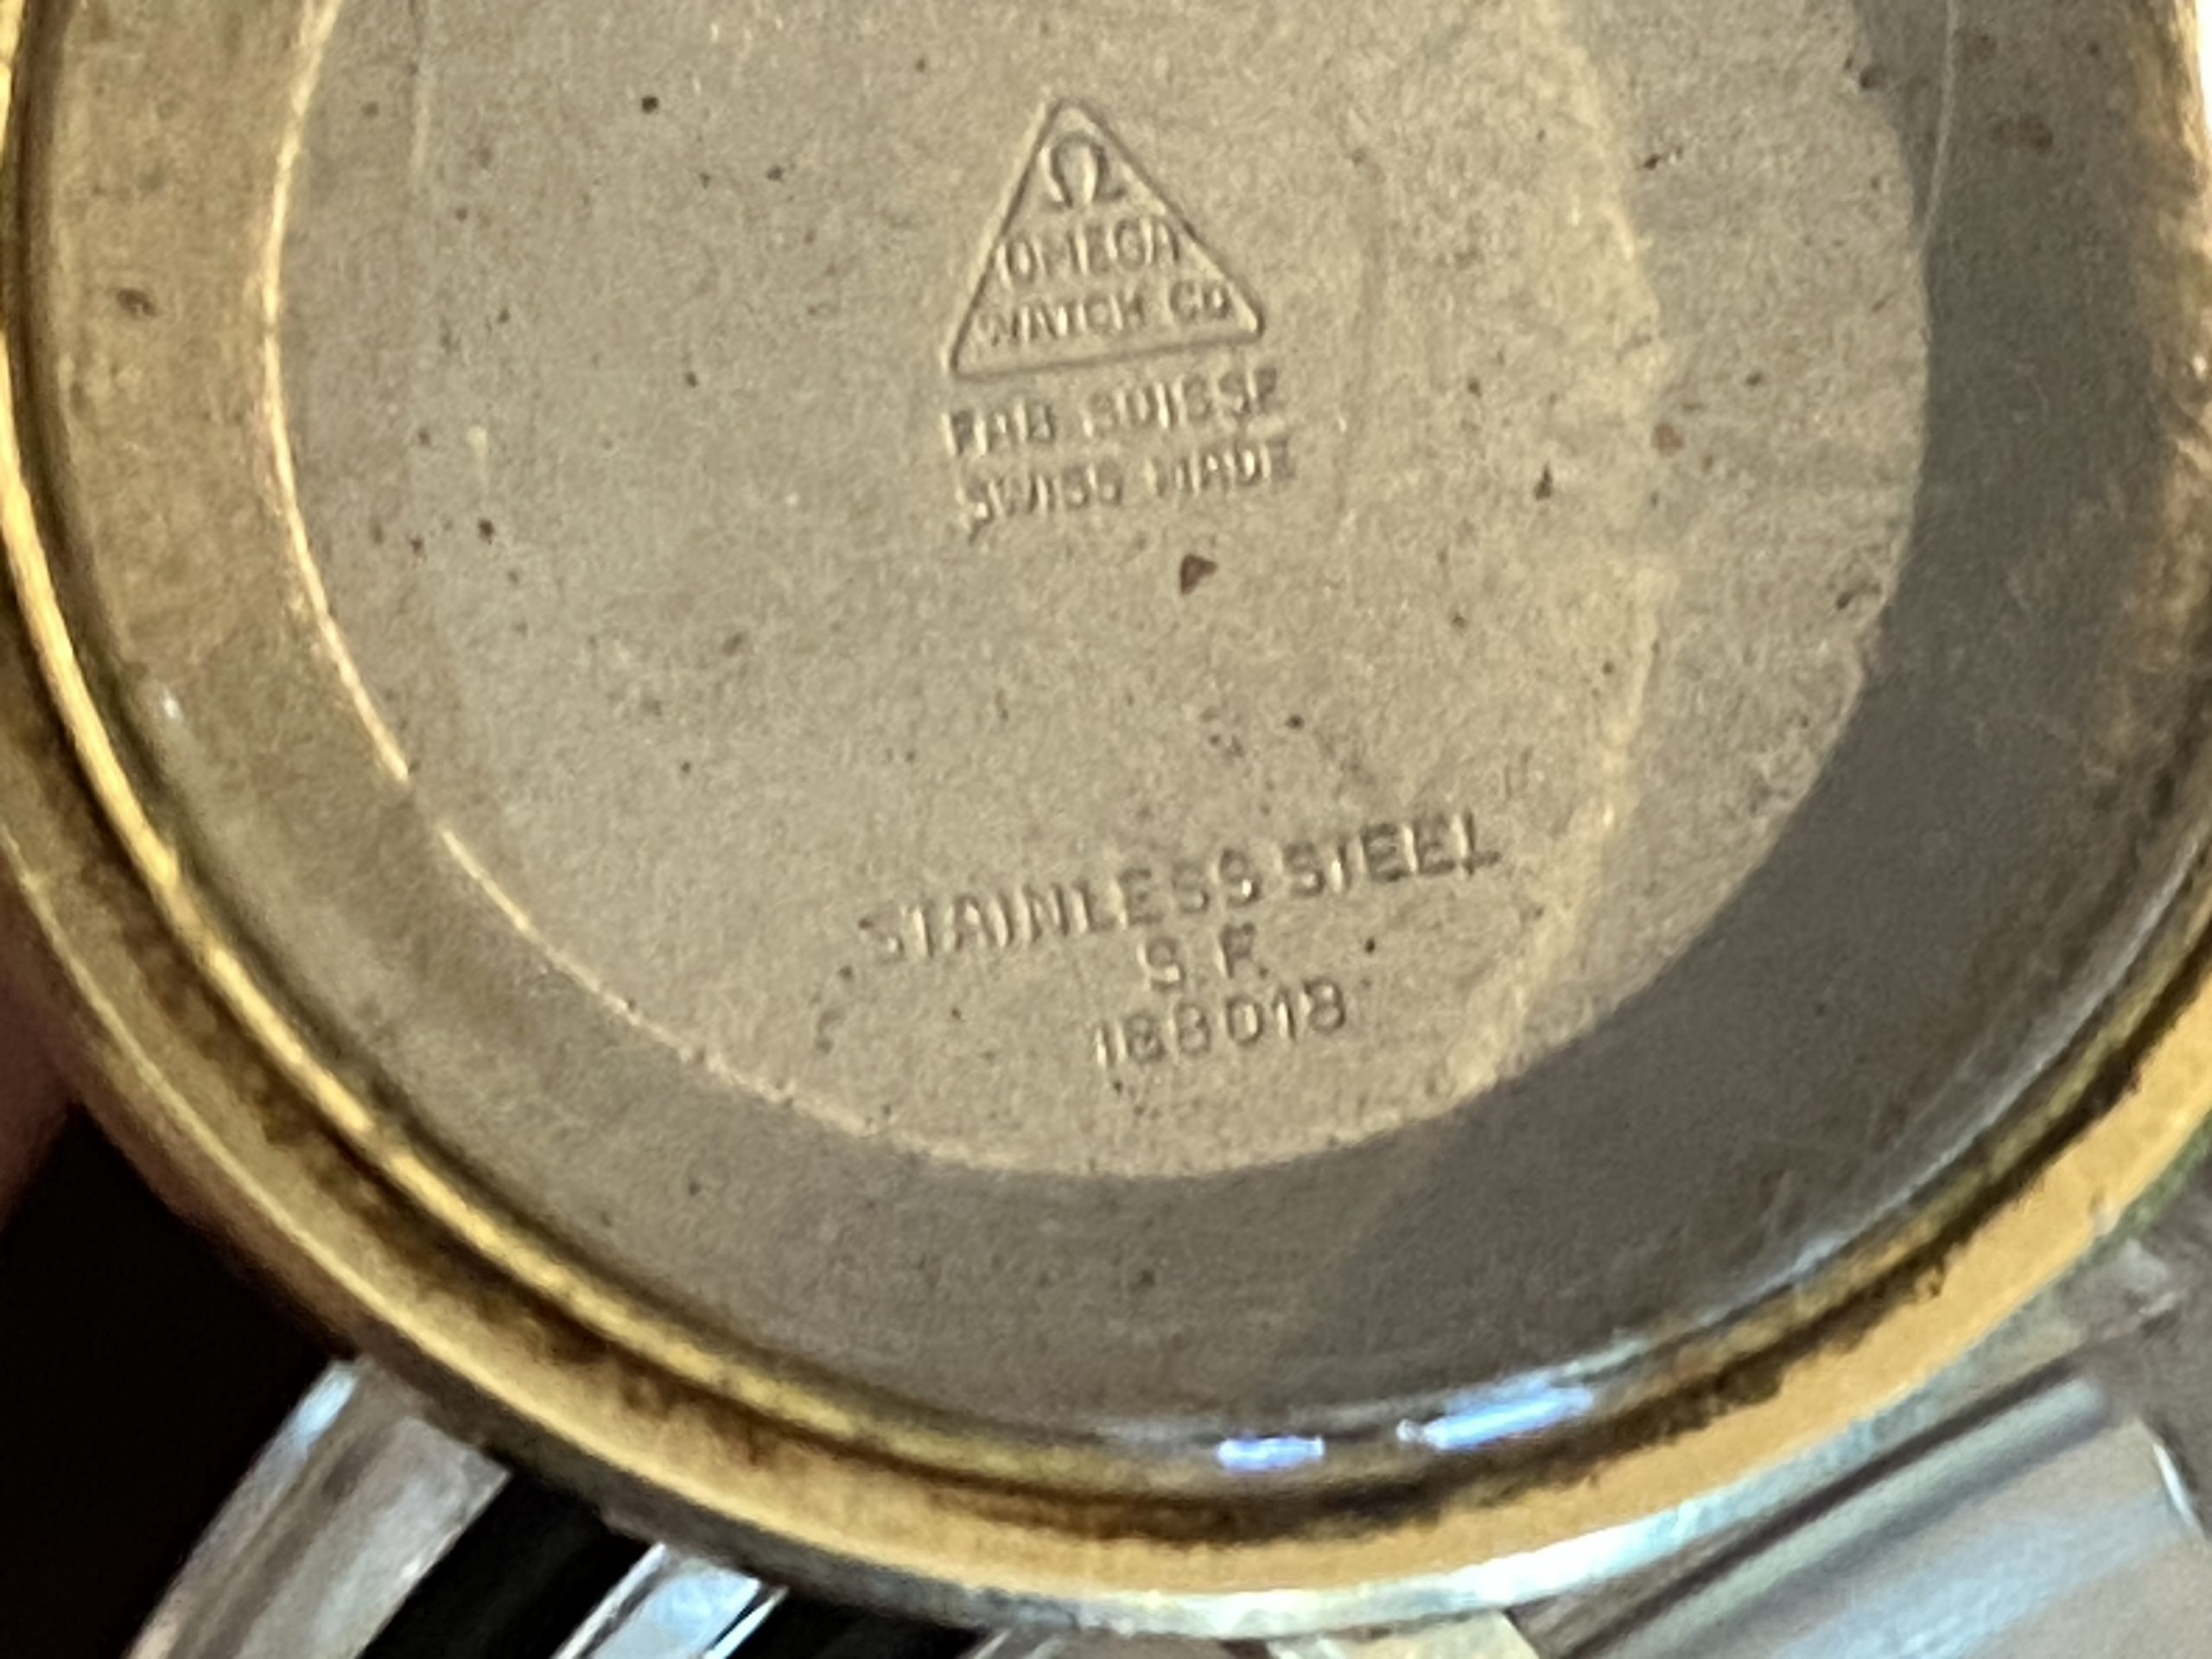 Ω
OMEGA
WATCH CO
FAB SUISSE
SWISS MADE
STAINLESS STEEL
S.F.
168018